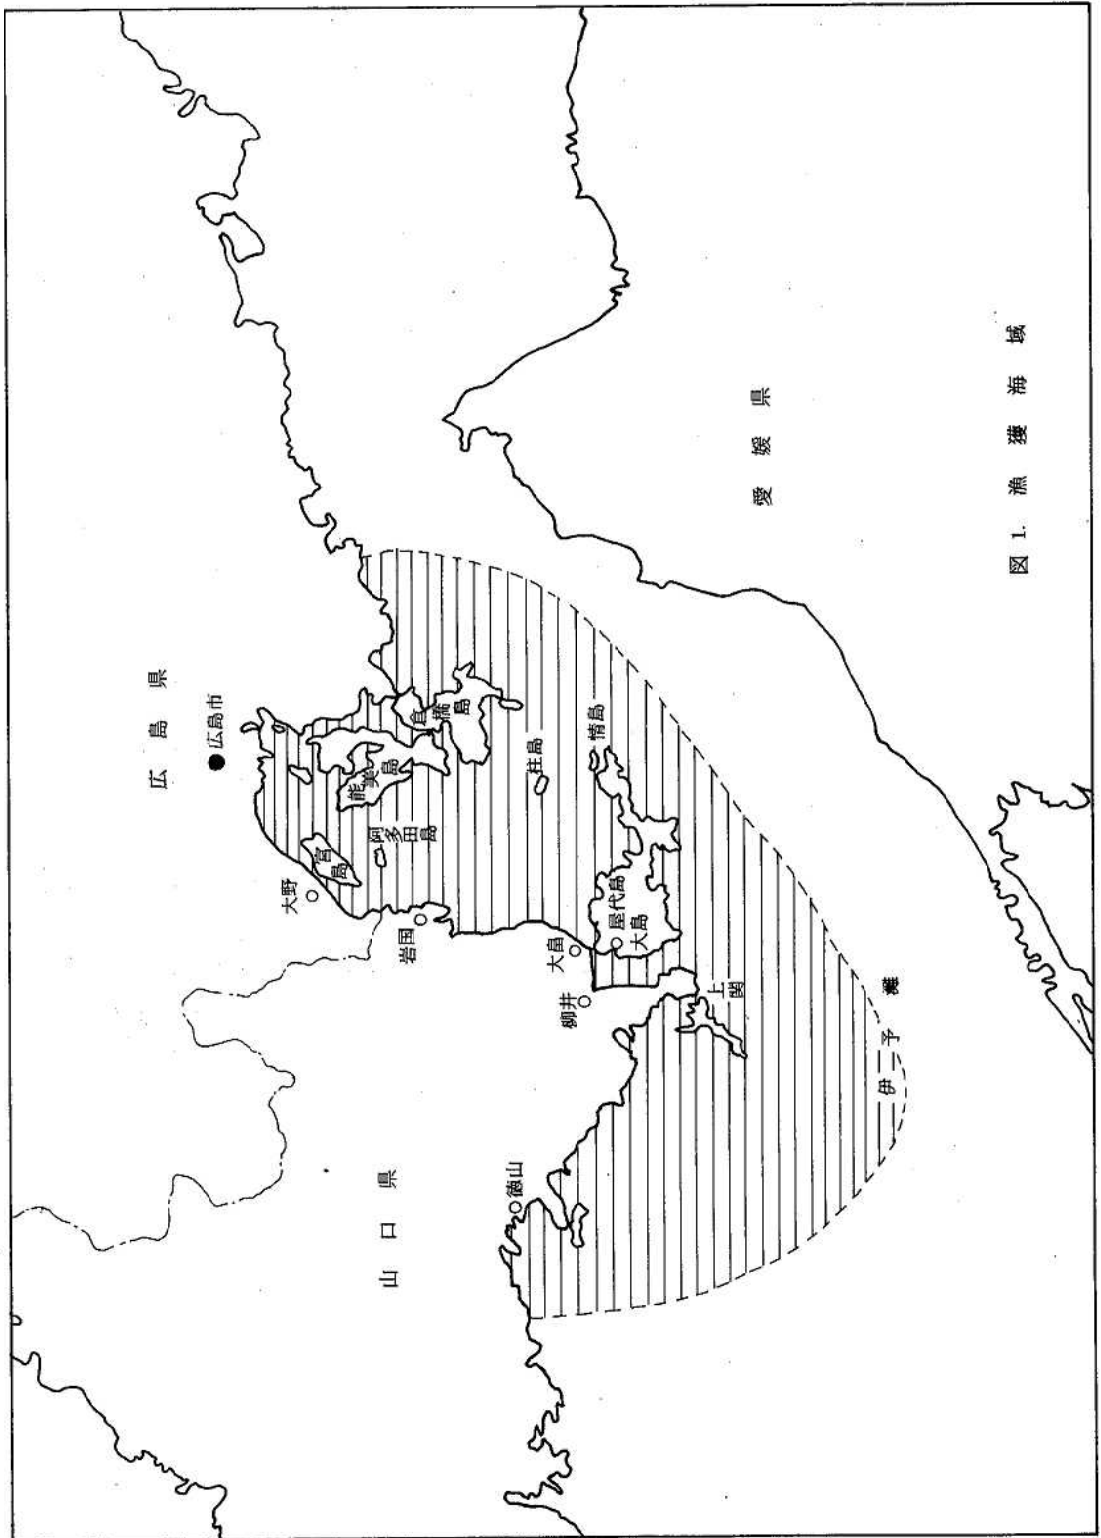 広島県
広島市
大野
宮島
能美島
阿多田島
倉橋島
岩国
柱島
情島
大畠
屋代島
大島
柳井
上関
徳山
山口県
伊予灘
愛媛県
図1. 漁獲海域